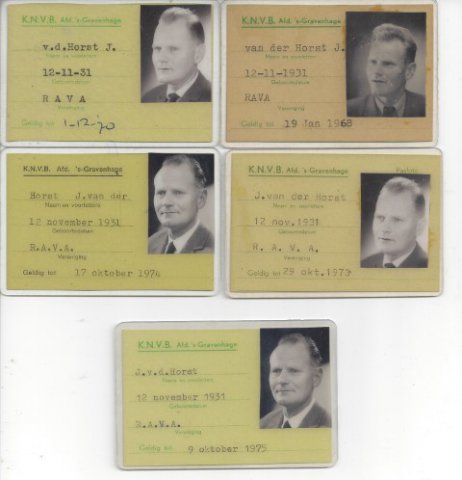 K.N.V.B. Afd. 's-Gravenhage
v.d.Horst J.
Naam en voorletters
12-11-31
Geboortedatum
RAVA
Vereniging
Geldig tot 1-12-70
K.N.V.B. Afd. 's-Gravenhage
van der Horst J.
Naam en voorletters
12-11-1931
Geboortedatum
RAVA
Vereniging
Geldig tot 19 Jan 1968
K.N.V.B. Afd. 's-Gravenhage
Horst J.van der
Naam en voorletters
12 november 1931
Geboortedatum
R.A.V.A.
Vereniging
Geldig tot 17 oktober 1974
K.N.V.B. Afd. 's-Gravenhage
Pasfoto
J.van der Horst
Naam en voorletters
12 nov.1931
Geboortedatum
R. A. V. A.
Vereniging
Geldig tot 29 okt.1973
K.N.V.B. Afd. 's-Gravenhage
J.v.d.Horst
Naam en voorletters
12 november 1931
Geboortedatum
R.A.V.A.
Vereniging
Geldig tot 9 oktober 1975